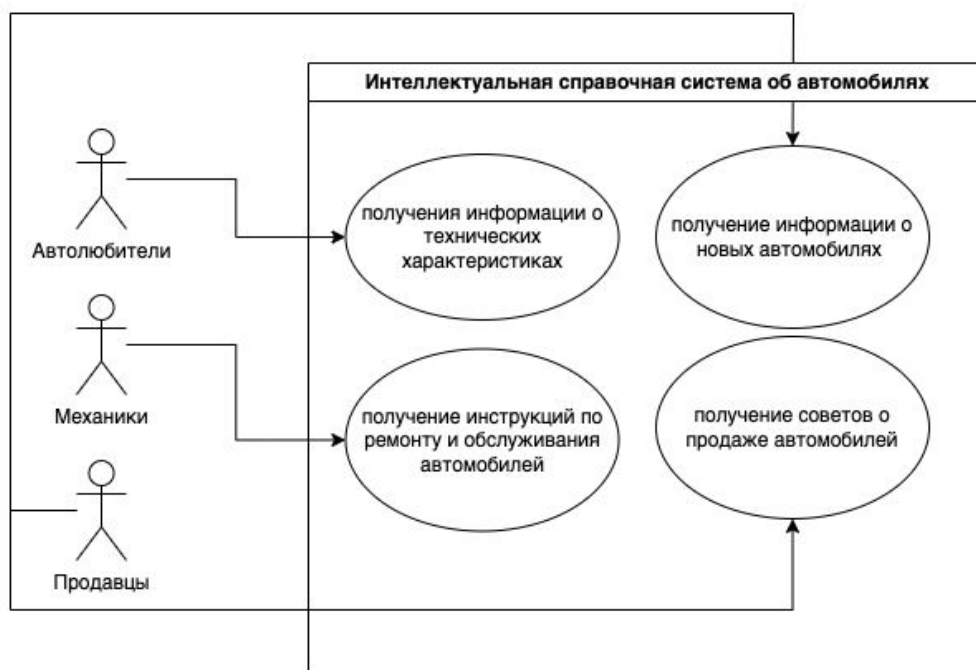 Интеллектуальная справочная система об автомобилях
Автолюбители
получения информации о
технических
характеристиках
получение информации о
новых автомобилях
Механики
получение инструкций по
ремонту и обслуживания
автомобилей
получение советов о
продаже автомобилей
Продавцы